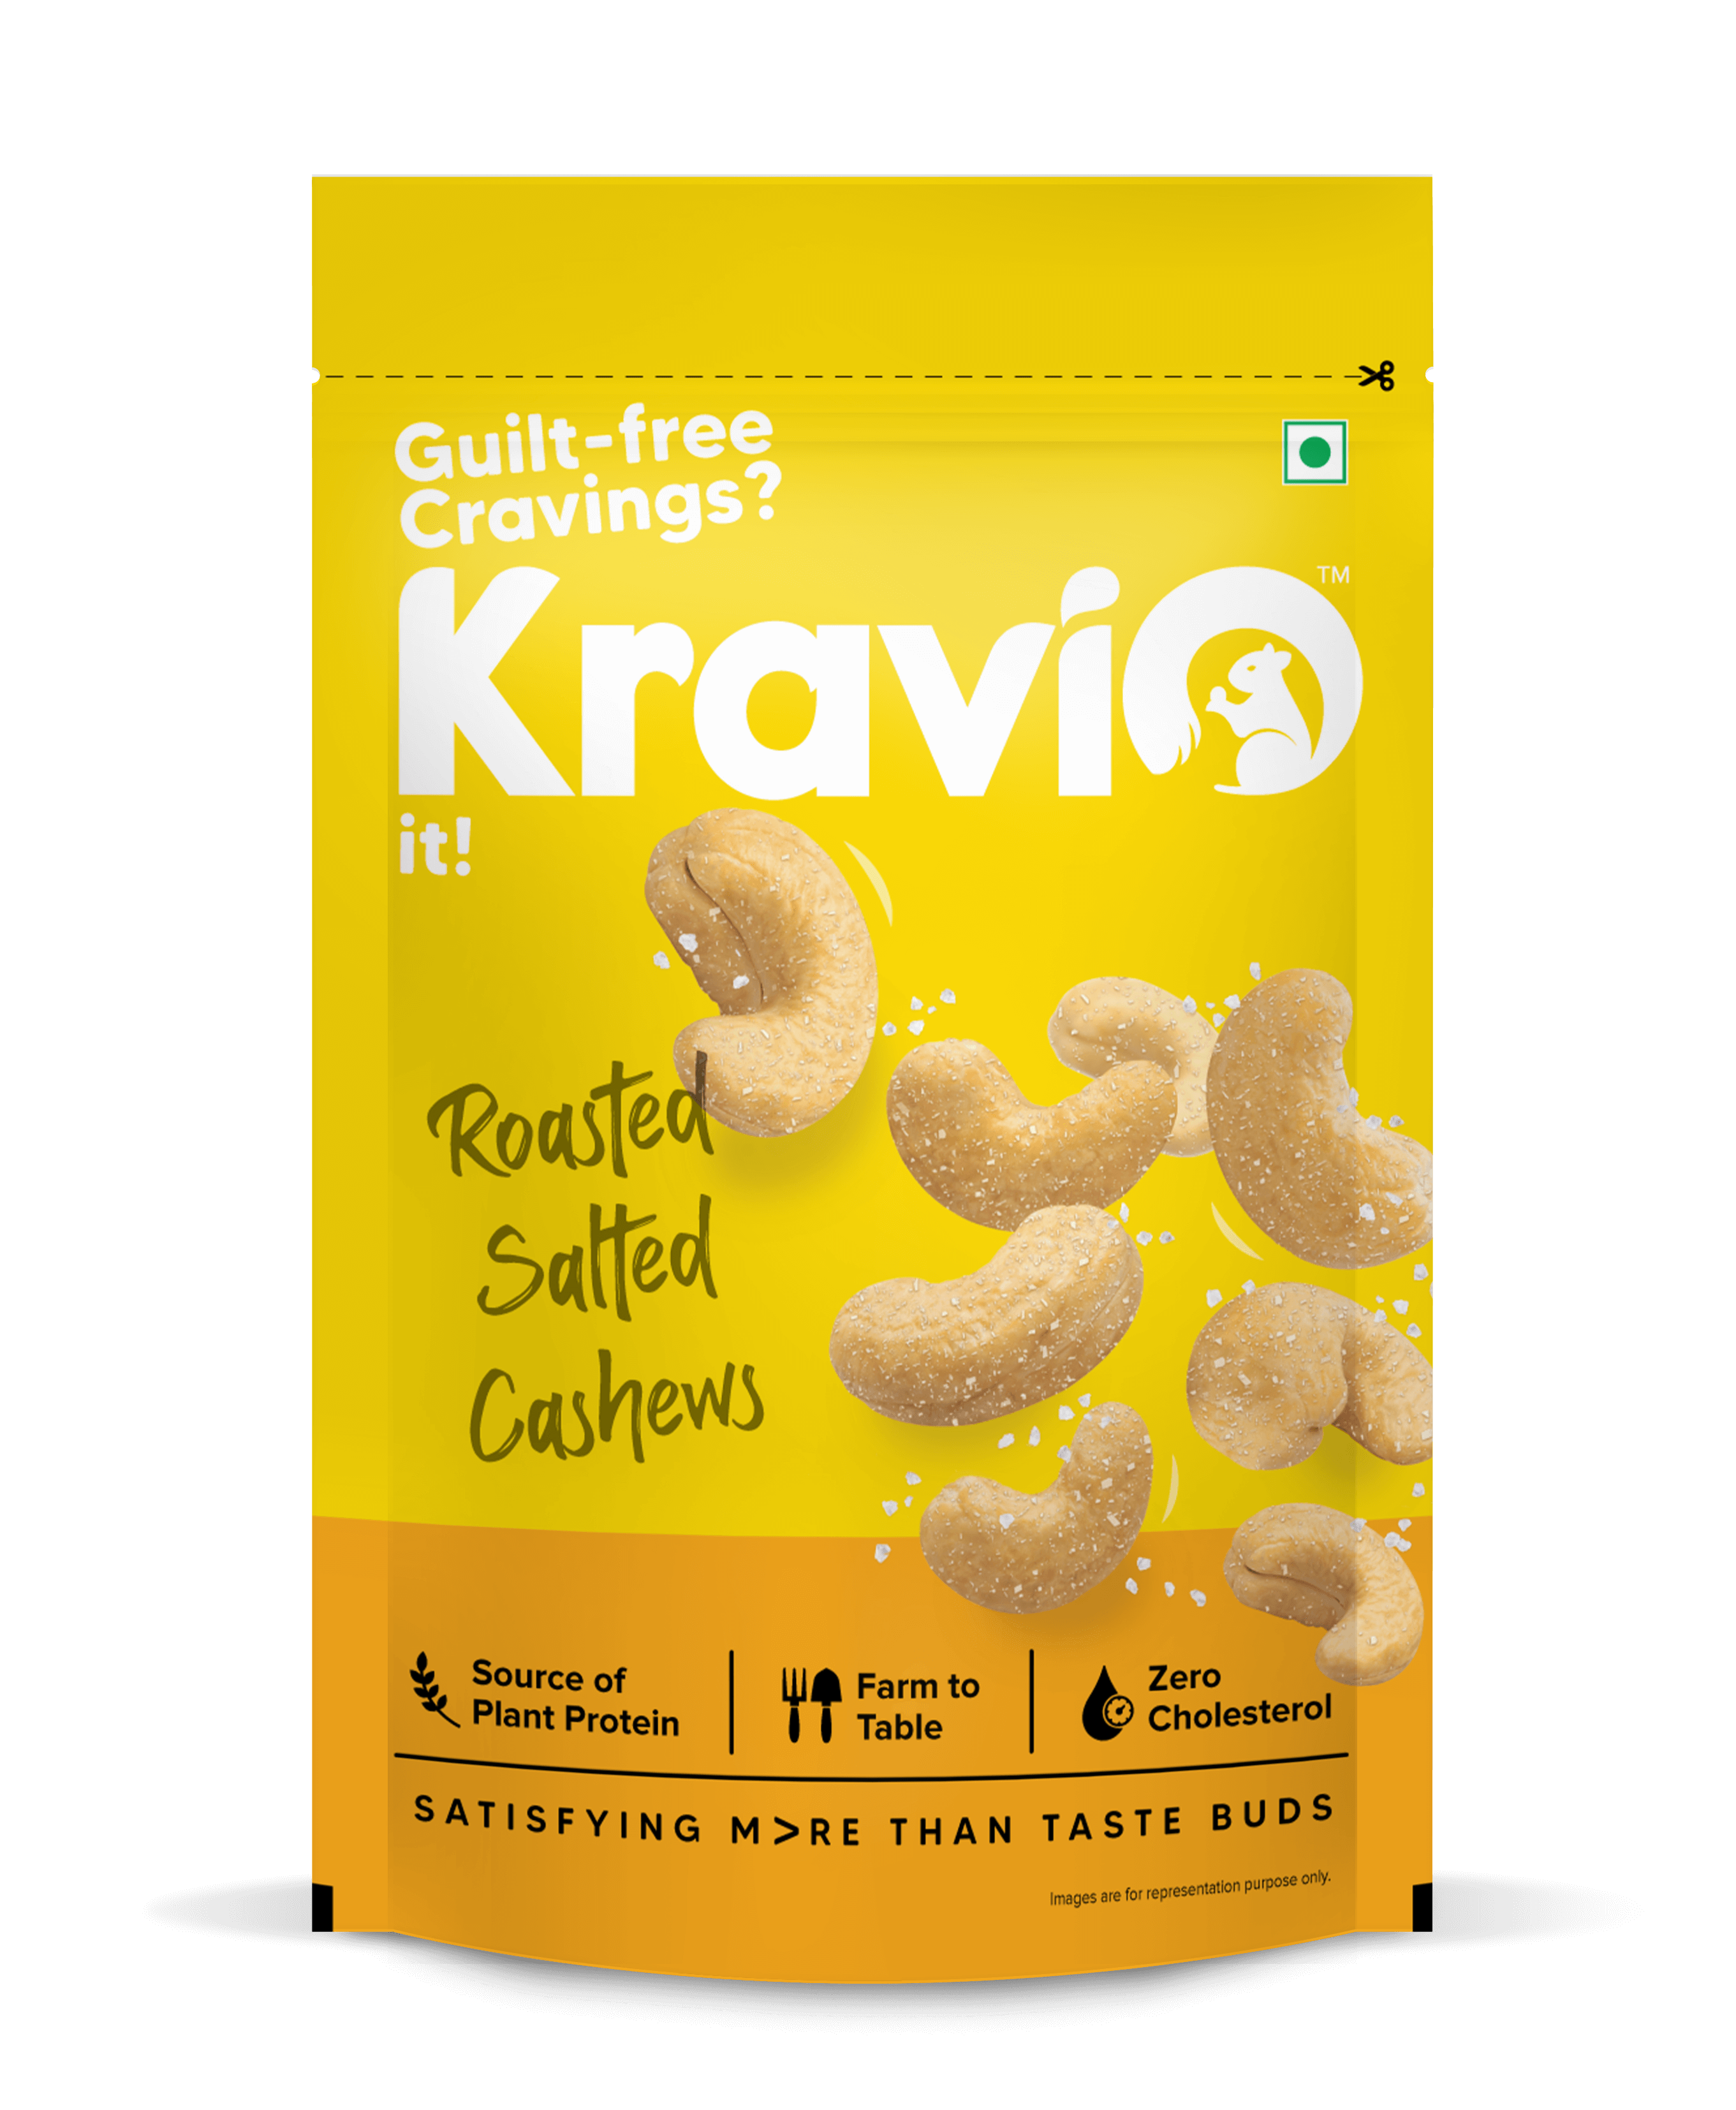 Guilt-free
Cravings?
Kravio
TM
it!
Roasted
Salted
Cashews
Source of
Plant Protein
Farm to
Table
Zero
Cholesterol
SATISFYING M>RE THAN TASTE BUDS
Images are for representation purpose only.